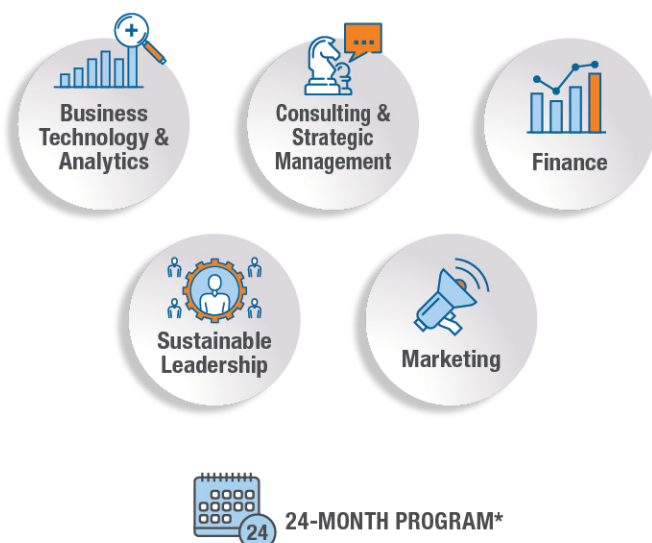 Business
Technology &
Analytics
Consulting &
Strategic
Management
Finance
Sustainable
Leadership
Marketing
24
24-MONTH PROGRAM*